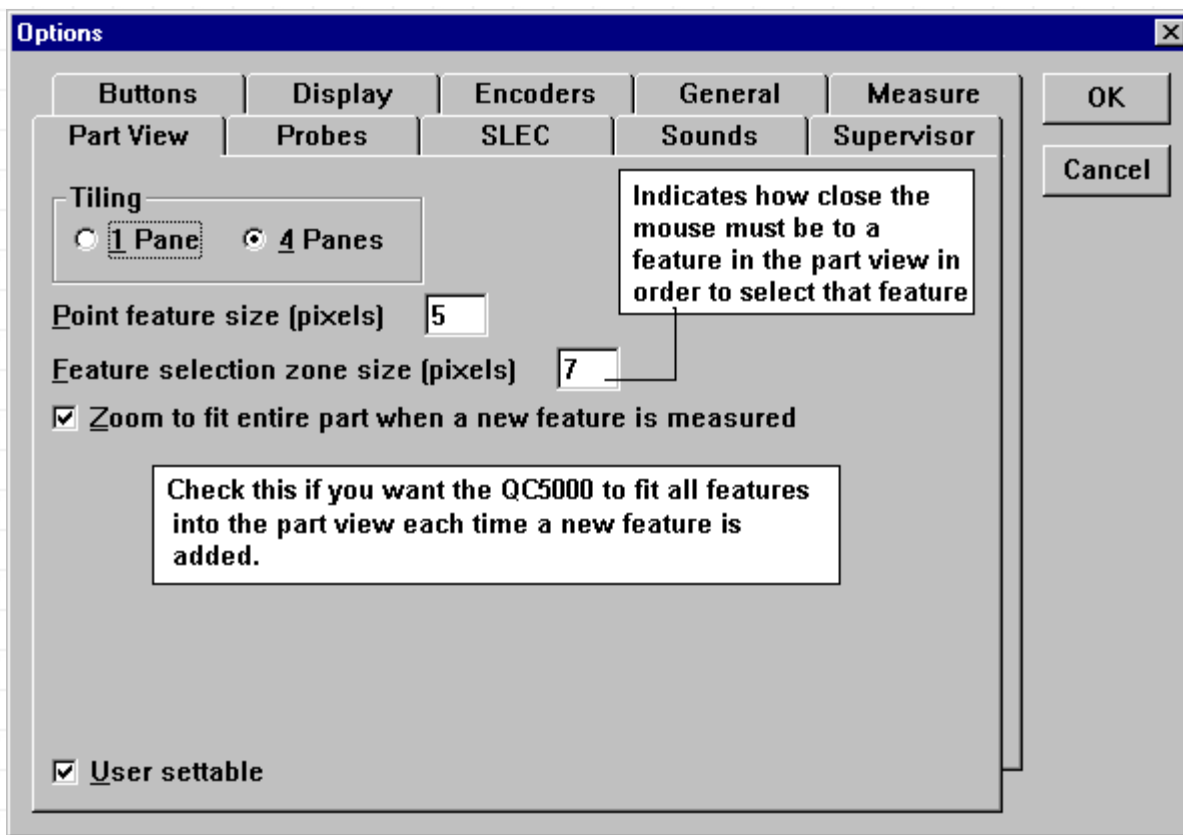 Options
Buttons Display Encoders General Measure
OK
Part View Probes SLEC Sounds Supervisor
Cancel
Tiling
1 Pane 4 Panes
Indicates how close the
mouse must be to a
feature in the part view in
order to select that feature
Point feature size (pixels) 5
Feature selection zone size (pixels) 7
Zoom to fit entire part when a new feature is measured
Check this if you want the QC5000 to fit all features
into the part view each time a new feature is
added.
User settable